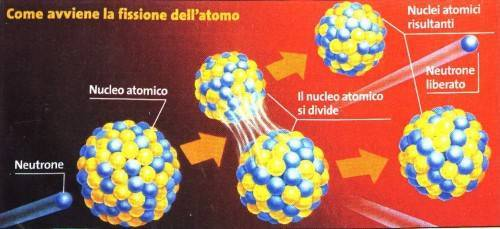 Come avviene la fissione dell'atomo
Nuclei atomici
risultanti
Neutrone
liberato
Nucleo atomico
Il nucleo atomico
si divide
Neutrone